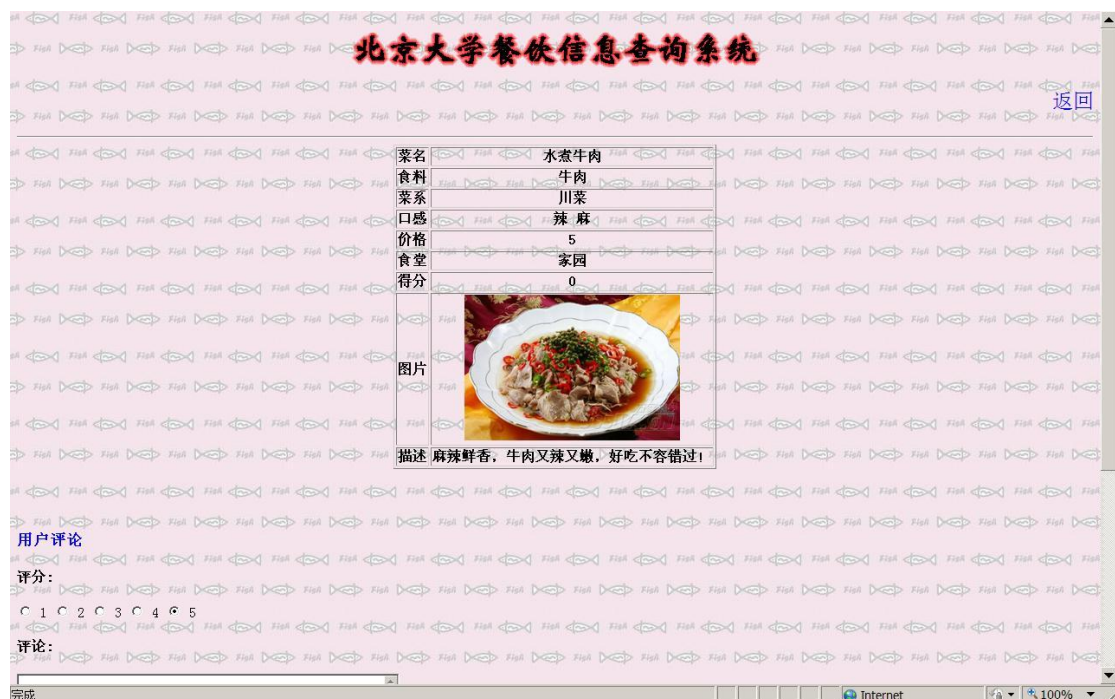 北京大学餐饮信息查询系统
返回
菜名 水煮牛肉
食料 牛肉
菜系 川菜
口感 辣 麻
价格 5
食堂 家园
得分 0
图片
描述 麻辣鲜香，牛肉又辣又嫩，好吃不容错过！
用户评论
评分：
1 2 3 4 5
评论：
完成 Internet 100%